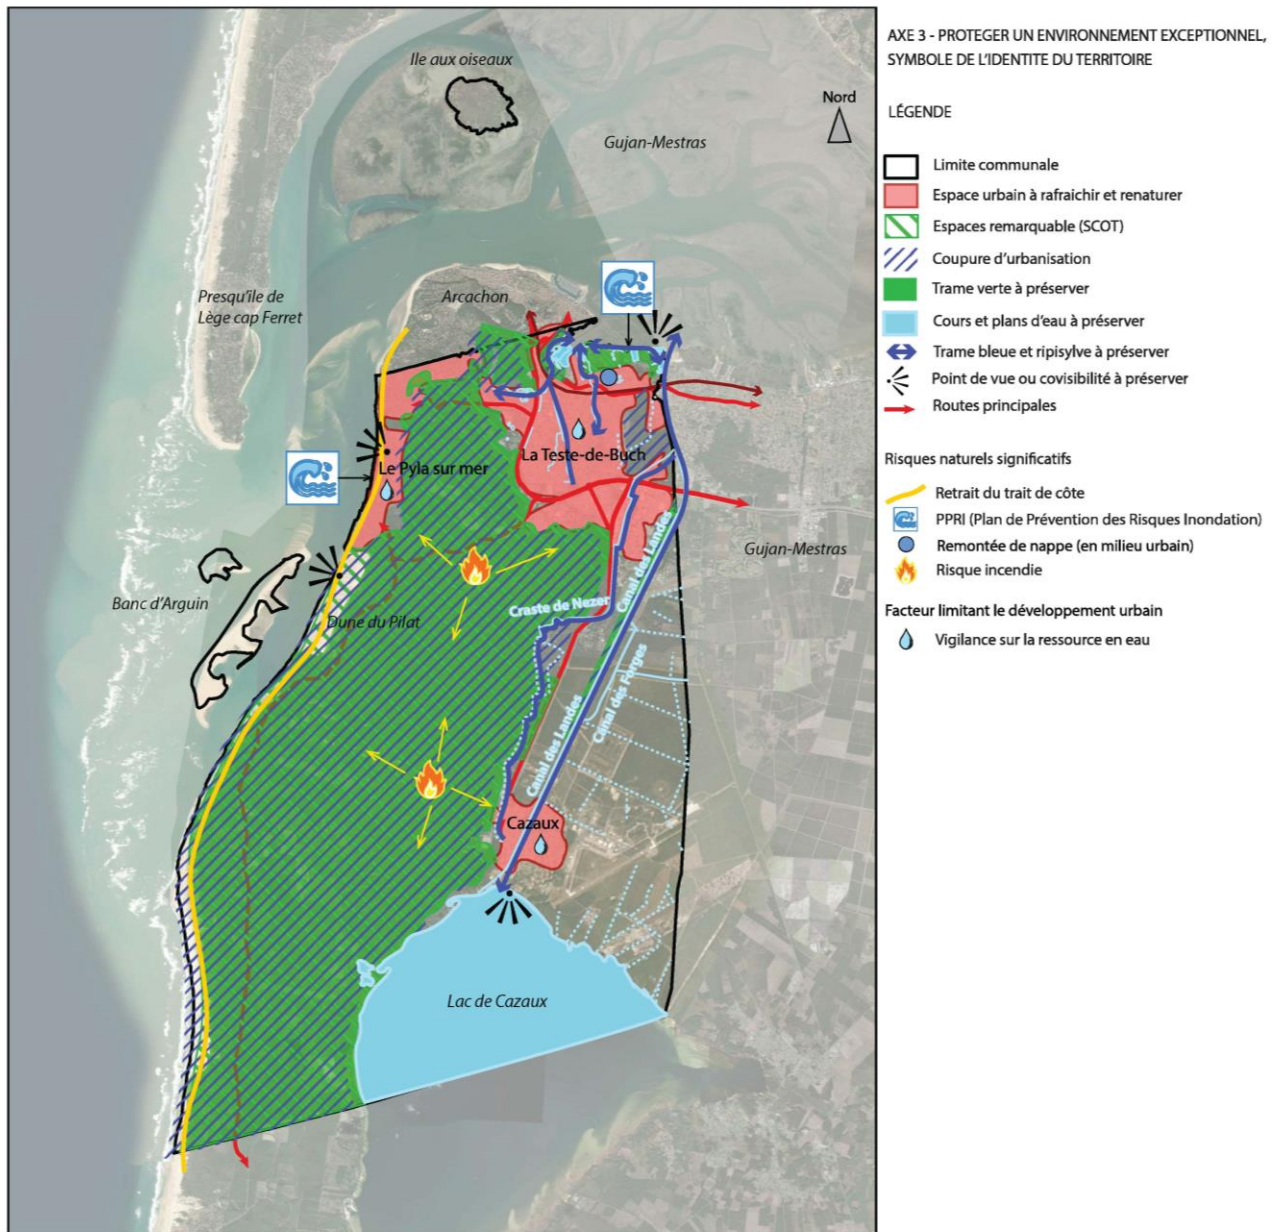 AXE 3 - PROTEGER UN ENVIRONNEMENT EXCEPTIONNEL,
SYMBOLE DE L'IDENTITE DU TERRITOIRE
LÉGENDE
Limite communale
Espace urbain à rafraichir et renaturer
Espaces remarquable (SCOT)
Coupure d'urbanisation
Trame verte à préserver
Cours et plans d'eau à préserver
Trame bleue et ripisylve à préserver
Point de vue ou covisibilité à préserver
Routes principales
Risques naturels significatifs
Retrait du trait de côte
PPRI (Plan de Prévention des Risques Inondation)
Remontée de nappe (en milieu urbain)
Risque incendie
Facteur limitant le développement urbain
Vigilance sur la ressource en eau
Ile aux oiseaux
Nord
Gujan-Mestras
Presqu'île de
Lège cap Ferret
Arcachon
La Teste-de-Buch
Le Pyla sur mer
Gujan-Mestras
Banc d'Arguin
Dune du Pilat
Craste de Nezer
Canal des Landes
Canal des Forges
Canal des Landes
Cazaux
Lac de Cazaux